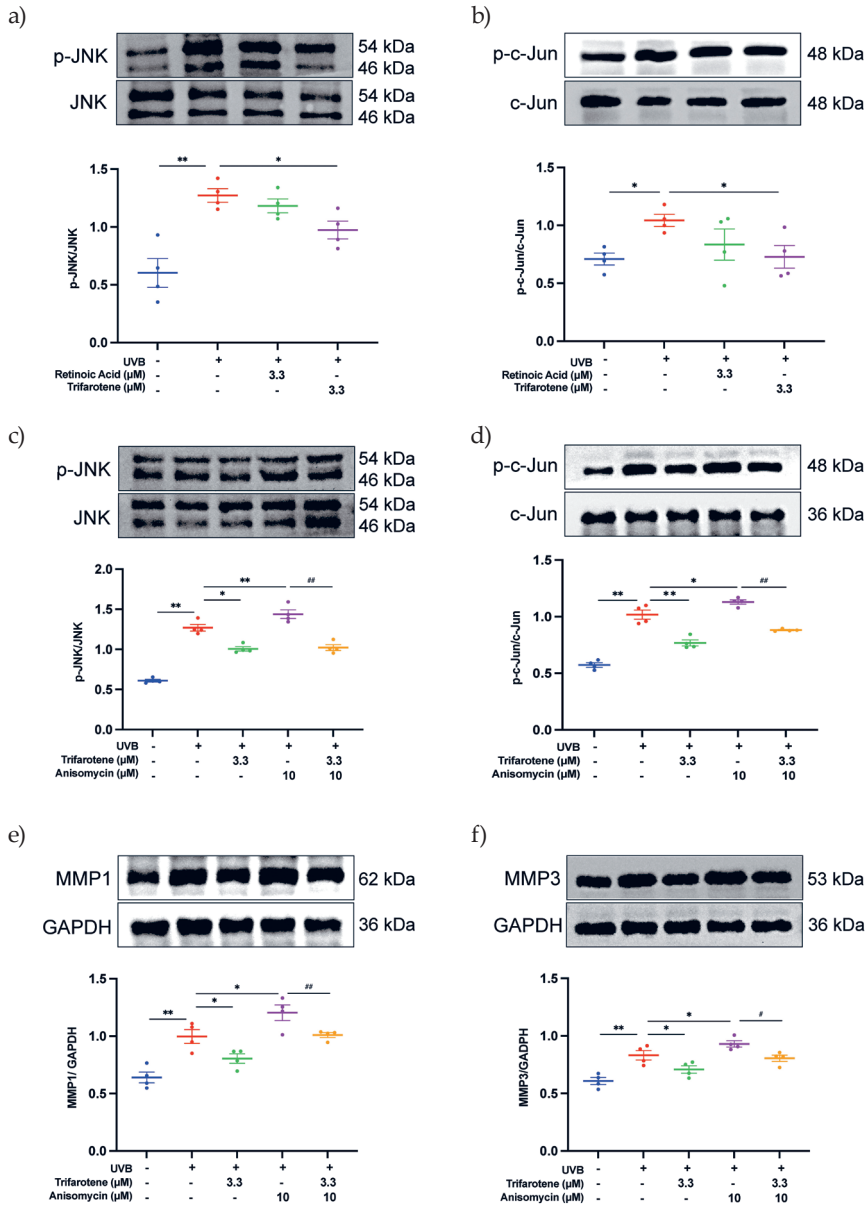 a)
p-JNK
54 kDa
46 kDa
JNK
54 kDa
46 kDa
**
*
1.5
1.0
0.5
0.0
p-JNK/JNK
UVB - + + +
Retinoic Acid (µM) - - 3.3 -
Trifarotene (µM) - - - 3.3
b)
p-c-Jun
48 kDa
c-Jun
48 kDa
*
*
1.5
1.0
0.5
0.0
p-c-Jun/c-Jun
UVB - + + +
Retinoic Acid (µM) - - 3.3 -
Trifarotene (µM) - - - 3.3
c)
p-JNK
54 kDa
46 kDa
JNK
54 kDa
46 kDa
**
**
*
##
2.0
1.5
1.0
0.5
0.0
p-JNK/JNK
UVB - + + + +
Trifarotene (µM) - - 3.3 - 3.3
Anisomycin (µM) - - - 10 10
d)
p-c-Jun
48 kDa
c-Jun
36 kDa
**
*
**
##
1.5
1.0
0.5
0.0
p-c-Jun/c-Jun
UVB - + + + +
Trifarotene (µM) - - 3.3 - 3.3
Anisomycin (µM) - - - 10 10
e)
MMP1
62 kDa
GAPDH
36 kDa
**
*
*
##
1.5
1.0
0.5
0.0
MMP1/ GAPDH
UVB - + + + +
Trifarotene (µM) - - 3.3 - 3.3
Anisomycin (µM) - - - 10 10
f)
MMP3
53 kDa
GAPDH
36 kDa
**
*
*
#
1.5
1.0
0.5
0.0
MMP3/GADPH
UVB - + + + +
Trifarotene (µM) - - 3.3 - 3.3
Anisomycin (µM) - - - 10 10